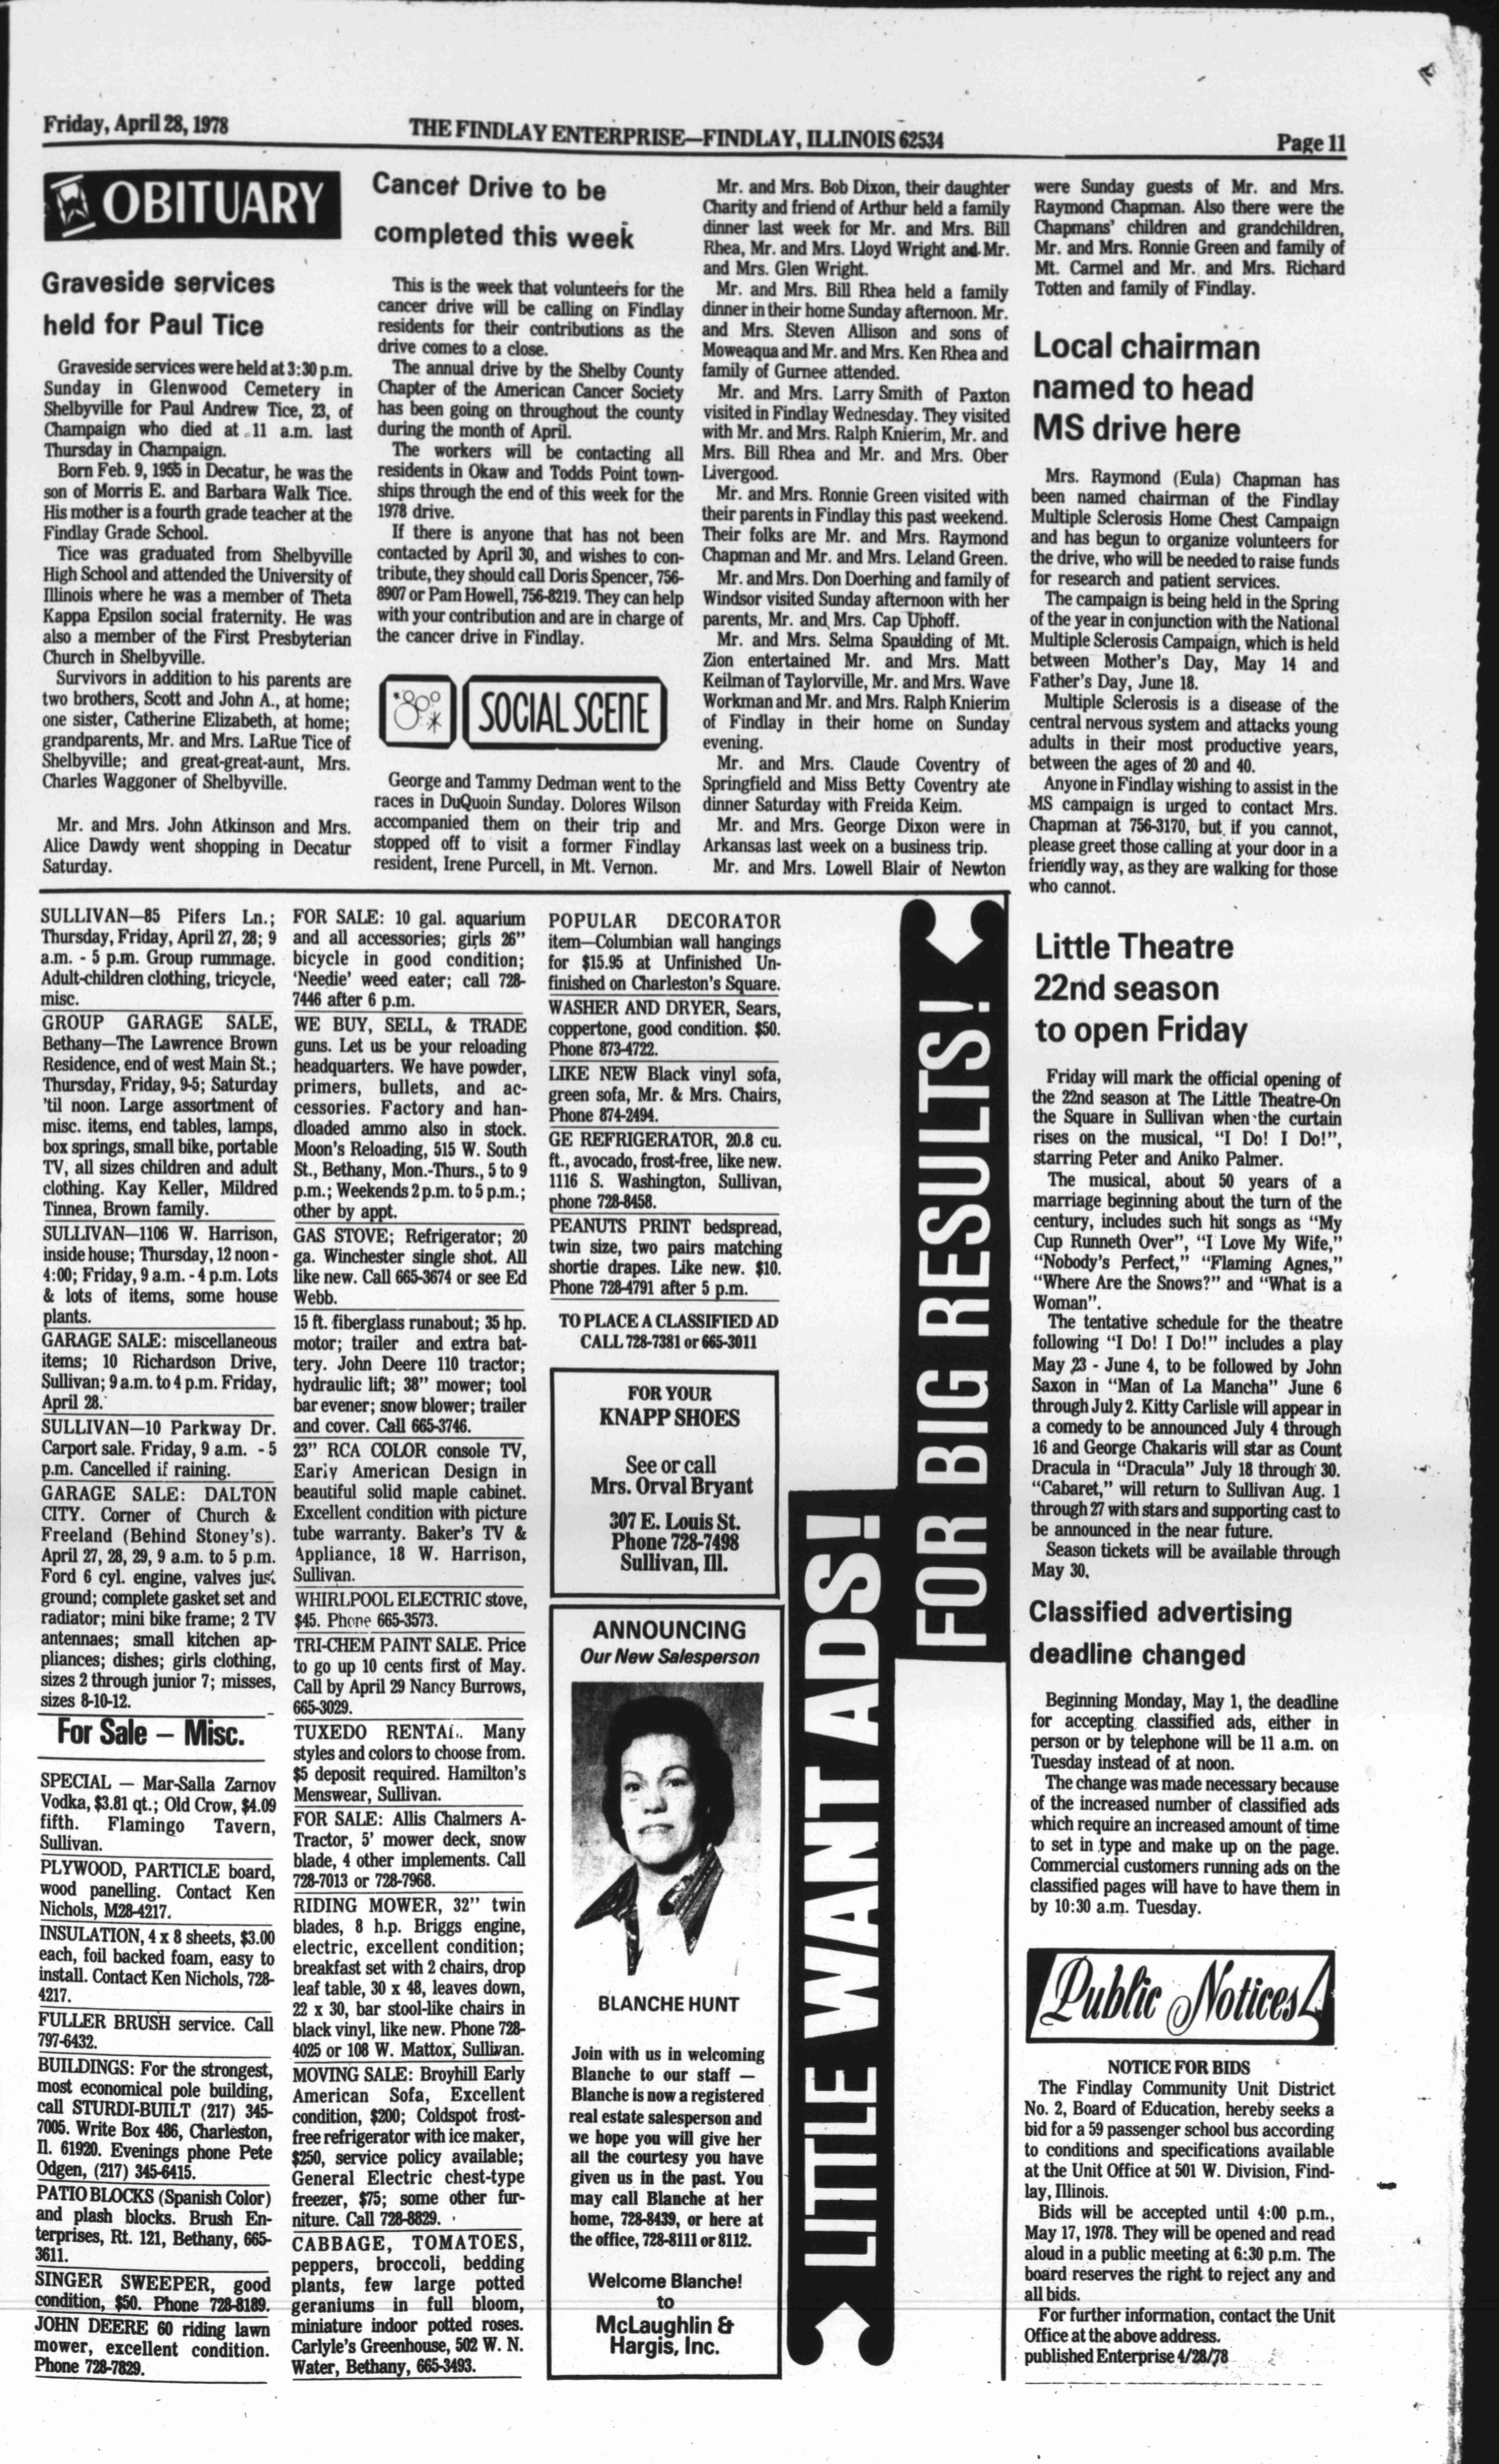 Friday, April 28, 1978
THE FINDLAY ENTERPRISE—FINDLAY, ILLINOIS 62534
Page 11
OBITUARY
Graveside services
held for Paul Tice
Graveside services were held at 3:30 p.m.
Sunday in Glenwood Cemetery in
Shelbyville for Paul Andrew Tice, 23, of
Champaign who died at 11 a.m. last
Thursday in Champaign.
Born Feb. 9, 1955 in Decatur, he was the
son of Morris E. and Barbara Walk Tice.
His mother is a fourth grade teacher at the
Findlay Grade School.
Tice was graduated from Shelbyville
High School and attended the University of
Illinois where he was a member of Theta
Kappa Epsilon social fraternity. He was
also a member of the First Presbyterian
Church in Shelbyville.
Survivors in addition to his parents are
two brothers, Scott and John A., at home;
one sister, Catherine Elizabeth, at home;
grandparents, Mr. and Mrs. LaRue Tice of
Shelbyville; and great-great-aunt, Mrs.
Charles Waggoner of Shelbyville.
Mr. and Mrs. John Atkinson and Mrs.
Alice Dawdy went shopping in Decatur
Saturday.
Cancer Drive to be
completed this week
This is the week that volunteers for the
cancer drive will be calling on Findlay
residents for their contributions as the
drive comes to a close.
The annual drive by the Shelby County
Chapter of the American Cancer Society
has been going on throughout the county
during the month of April.
The workers will be contacting all
residents in Okaw and Todds Point town-
ships through the end of this week for the
1978 drive.
If there is anyone that has not been
contacted by April 30, and wishes to con-
tribute, they should call Doris Spencer, 756-
8907 or Pam Howell, 756-8219. They can help
with your contribution and are in charge of
the cancer drive in Findlay.
SOCIAL SCENE
George and Tammy Dedman went to the
races in DuQuoin Sunday. Dolores Wilson
accompanied them on their trip and
stopped off to visit a former Findlay
resident, Irene Purcell, in Mt. Vernon.
Mr. and Mrs. Bob Dixon, their daughter
Charity and friend of Arthur held a family
dinner last week for Mr. and Mrs. Bill
Rhea, Mr. and Mrs. Lloyd Wright and Mr.
and Mrs. Glen Wright.
Mr. and Mrs. Bill Rhea held a family
dinner in their home Sunday afternoon. Mr.
and Mrs. Steven Allison and sons of
Moweaqua and Mr. and Mrs. Ken Rhea and
family of Gurnee attended.
Mr. and Mrs. Larry Smith of Paxton
visited in Findlay Wednesday. They visited
with Mr. and Mrs. Ralph Knierim, Mr. and
Mrs. Bill Rhea and Mr. and Mrs. Ober
Livergood.
Mr. and Mrs. Ronnie Green visited with
their parents in Findlay this past weekend.
Their folks are Mr. and Mrs. Raymond
Chapman and Mr. and Mrs. Leland Green.
Mr. and Mrs. Don Doerhing and family of
Windsor visited Sunday afternoon with her
parents, Mr. and Mrs. Cap Uphoff.
Mr. and Mrs. Selma Spaulding of Mt.
Zion entertained Mr. and Mrs. Matt
Keilman of Taylorville, Mr. and Mrs. Wave
Workman and Mr. and Mrs. Ralph Knierim
of Findlay in their home on Sunday
evening.
Mr. and Mrs. Claude Coventry of
Springfield and Miss Betty Coventry ate
dinner Saturday with Freida Keim.
Mr. and Mrs. George Dixon were in
Arkansas last week on a business trip.
Mr. and Mrs. Lowell Blair of Newton
were Sunday guests of Mr. and Mrs.
Raymond Chapman. Also there were the
Chapmans' children and grandchildren,
Mr. and Mrs. Ronnie Green and family of
Mt. Carmel and Mr. and Mrs. Richard
Totten and family of Findlay.
Local chairman
named to head
MS drive here
Mrs. Raymond (Eula) Chapman has
been named chairman of the Findlay
Multiple Sclerosis Home Chest Campaign
and has begun to organize volunteers for
the drive, who will be needed to raise funds
for research and patient services.
The campaign is being held in the Spring
of the year in conjunction with the National
Multiple Sclerosis Campaign, which is held
between Mother's Day, May 14 and
Father's Day, June 18.
Multiple Sclerosis is a disease of the
central nervous system and attacks young
adults in their most productive years,
between the ages of 20 and 40.
Anyone in Findlay wishing to assist in the
MS campaign is urged to contact Mrs.
Chapman at 756-3170, but if you cannot,
please greet those calling at your door in a
friendly way, as they are walking for those
who cannot.
Little Theatre
22nd season
to open Friday
Friday will mark the official opening of
the 22nd season at The Little Theatre-On
the Square in Sullivan when the curtain
rises on the musical, "I Do! I Do!",
starring Peter and Aniko Palmer.
The musical, about 50 years of a
marriage beginning about the turn of the
century, includes such hit songs as "My
Cup Runneth Over", "I Love My Wife,"
"Nobody's Perfect," "Flaming Agnes,"
"Where Are the Snows?" and "What is a
Woman".
The tentative schedule for the theatre
following "I Do! I Do!" includes a play
May 23 - June 4, to be followed by John
Saxon in "Man of La Mancha" June 6
through July 2. Kitty Carlisle will appear in
a comedy to be announced July 4 through
16 and George Chakaris will star as Count
Dracula in "Dracula" July 18 through 30.
"Cabaret," will return to Sullivan Aug. 1
through 27 with stars and supporting cast to
be announced in the near future.
Season tickets will be available through
May 30.
Classified advertising
deadline changed
Beginning Monday, May 1, the deadline
for accepting classified ads, either in
person or by telephone will be 11 a.m. on
Tuesday instead of at noon.
The change was made necessary because
of the increased number of classified ads
which require an increased amount of time
to set in type and make up on the page.
Commercial customers running ads on the
classified pages will have to have them in
by 10:30 a.m. Tuesday.
Public Notices
NOTICE FOR BIDS
The Findlay Community Unit District
No. 2, Board of Education, hereby seeks a
bid for a 59 passenger school bus according
to conditions and specifications available
at the Unit Office at 501 W. Division, Find-
lay, Illinois.
Bids will be accepted until 4:00 p.m.,
May 17, 1978. They will be opened and read
aloud in a public meeting at 6:30 p.m. The
board reserves the right to reject any and
all bids.
For further information, contact the Unit
Office at the above address.
published Enterprise 4/28/78
SULLIVAN—85 Pifers Ln.;
Thursday, Friday, April 27, 28; 9
a.m. - 5 p.m. Group rummage.
Adult-children clothing, tricycle,
misc.
GROUP GARAGE SALE,
Bethany—The Lawrence Brown
Residence, end of west Main St.;
Thursday, Friday, 9-5; Saturday
'til noon. Large assortment of
misc. items, end tables, lamps,
box springs, small bike, portable
TV, all sizes children and adult
clothing. Kay Keller, Mildred
Tinnea, Brown family.
SULLIVAN—1106 W. Harrison,
inside house; Thursday, 12 noon -
4:00; Friday, 9 a.m. - 4 p.m. Lots
& lots of items, some house
plants.
GARAGE SALE: miscellaneous
items; 10 Richardson Drive,
Sullivan; 9 a.m. to 4 p.m. Friday,
April 28.
SULLIVAN—10 Parkway Dr.
Carport sale. Friday, 9 a.m. - 5
p.m. Cancelled if raining.
GARAGE SALE: DALTON
CITY. Corner of Church &
Freeland (Behind Stoney's).
April 27, 28, 29, 9 a.m. to 5 p.m.
Ford 6 cyl. engine, valves just
ground; complete gasket set and
radiator; mini bike frame; 2 TV
antennaes; small kitchen ap-
pliances; dishes; girls clothing,
sizes 2 through junior 7; misses,
sizes 8-10-12.
For Sale — Misc.
SPECIAL — Mar-Salla Zarnov
Vodka, $3.81 qt.; Old Crow, $4.09
fifth. Flamingo Tavern,
Sullivan.
PLYWOOD, PARTICLE board,
wood panelling. Contact Ken
Nichols, M28-4217.
INSULATION, 4 x 8 sheets, $3.00
each, foil backed foam, easy to
install. Contact Ken Nichols, 728-
4217.
FULLER BRUSH service. Call
797-6432.
BUILDINGS: For the strongest,
most economical pole building,
call STURDI-BUILT (217) 345-
7005. Write Box 486, Charleston,
Il. 61920. Evenings phone Pete
Odgen, (217) 345-6415.
PATIO BLOCKS (Spanish Color)
and plash blocks. Brush En-
terprises, Rt. 121, Bethany, 665-
3611.
SINGER SWEEPER, good
condition, $50. Phone 728-8189.
JOHN DEERE 60 riding lawn
mower, excellent condition.
Phone 728-7829.
FOR SALE: 10 gal. aquarium
and all accessories; girls 26"
bicycle in good condition;
'Needie' weed eater; call 728-
7446 after 6 p.m.
WE BUY, SELL, & TRADE
guns. Let us be your reloading
headquarters. We have powder,
primers, bullets, and ac-
cessories. Factory and han-
dloaded ammo also in stock.
Moon's Reloading, 515 W. South
St., Bethany, Mon.-Thurs., 5 to 9
p.m.; Weekends 2 p.m. to 5 p.m.;
other by appt.
GAS STOVE; Refrigerator; 20
ga. Winchester single shot. All
like new. Call 665-3674 or see Ed
Webb.
15 ft. fiberglass runabout; 35 hp.
motor; trailer and extra bat-
tery. John Deere 110 tractor;
hydraulic lift; 38" mower; tool
bar evener; snow blower; trailer
and cover. Call 665-3746.
23" RCA COLOR console TV,
Early American Design in
beautiful solid maple cabinet.
Excellent condition with picture
tube warranty. Baker's TV &
Appliance, 18 W. Harrison,
Sullivan.
WHIRLPOOL ELECTRIC stove,
$45. Phone 665-3573.
TRI-CHEM PAINT SALE. Price
to go up 10 cents first of May.
Call by April 29 Nancy Burrows,
665-3029.
TUXEDO RENTAL. Many
styles and colors to choose from.
$5 deposit required. Hamilton's
Menswear, Sullivan.
FOR SALE: Allis Chalmers A-
Tractor, 5' mower deck, snow
blade, 4 other implements. Call
728-7013 or 728-7968.
RIDING MOWER, 32" twin
blades, 8 h.p. Briggs engine,
electric, excellent condition;
breakfast set with 2 chairs, drop
leaf table, 30 x 48, leaves down,
22 x 30, bar stool-like chairs in
black vinyl, like new. Phone 728-
4025 or 108 W. Mattox, Sullivan.
MOVING SALE: Broyhill Early
American Sofa, Excellent
condition, $200; Coldspot frost-
free refrigerator with ice maker,
$250, service policy available;
General Electric chest-type
freezer, $75; some other fur-
niture. Call 728-8829.
CABBAGE, TOMATOES,
peppers, broccoli, bedding
plants, few large potted
geraniums in full bloom,
miniature indoor potted roses.
Carlyle's Greenhouse, 502 W. N.
Water, Bethany, 665-3493.
POPULAR DECORATOR
item—Columbian wall hangings
for $15.95 at Unfinished Un-
finished on Charleston's Square.
WASHER AND DRYER, Sears,
coppertone, good condition. $50.
Phone 873-4722.
LIKE NEW Black vinyl sofa,
green sofa, Mr. & Mrs. Chairs,
Phone 874-2494.
GE REFRIGERATOR, 20.8 cu.
ft., avocado, frost-free, like new.
1116 S. Washington, Sullivan,
phone 728-8458.
PEANUTS PRINT bedspread,
twin size, two pairs matching
shortie drapes. Like new. $10.
Phone 728-4791 after 5 p.m.
TO PLACE A CLASSIFIED AD
CALL 728-7381 or 665-3011
FOR YOUR
KNAPP SHOES
See or call
Mrs. Orval Bryant
307 E. Louis St.
Phone 728-7498
Sullivan, Ill.
ANNOUNCING
Our New Salesperson
BLANCHE HUNT
Join with us in welcoming
Blanche to our staff —
Blanche is now a registered
real estate salesperson and
we hope you will give her
all the courtesy you have
given us in the past. You
may call Blanche at her
home, 728-8439, or here at
the office, 728-8111 or 8112.
Welcome Blanche!
to
McLaughlin &
Hargis, Inc.
LITTLE WANT ADS!
FOR BIG RESULTS!